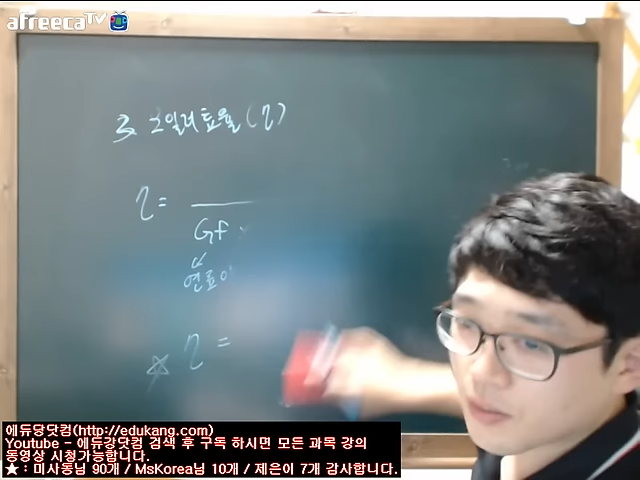 afreecaTV
3. 보일러 효율(η)
η =
Gf ×
연료의
☆ η =
에듀강닷컴(http://edukang.com)
Youtube - 에듀강닷컴 검색 후 구독 하시면 모든 과목 강의
동영상 시청가능합니다.
★ : 미사동님 90개 / MsKorea님 10개 / 제은이 7개 감사합니다.